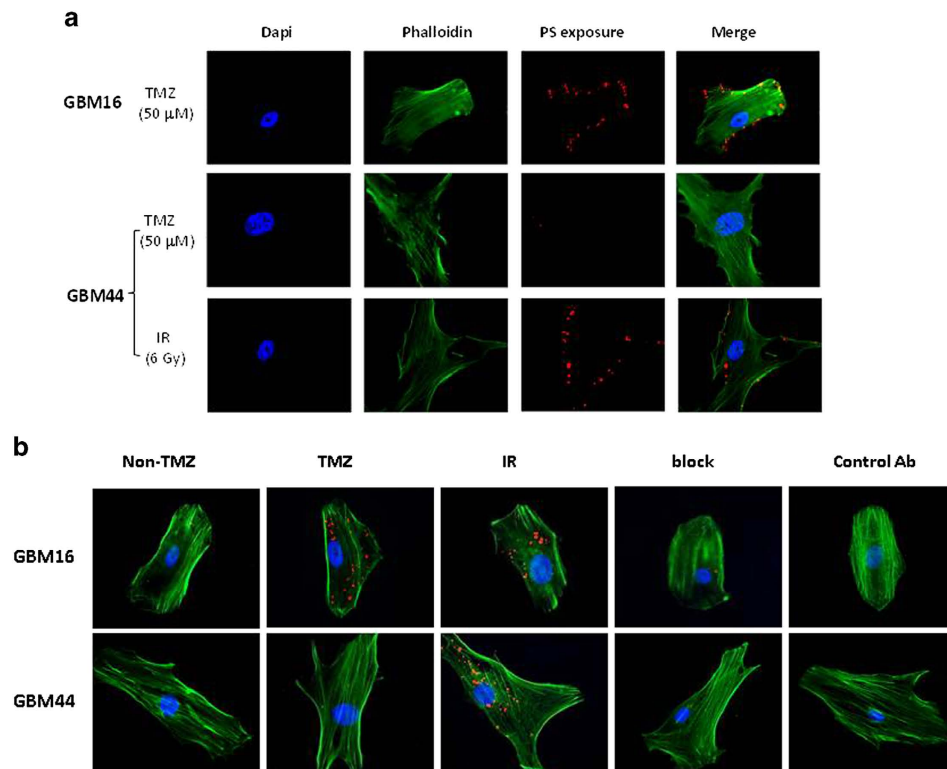 a
Dapi Phalloidin PS exposure Merge
GBM16 TMZ
(50 µM)
TMZ
(50 µM)
GBM44
IR
(6 Gy)
b
Non-TMZ TMZ IR block Control Ab
GBM16
GBM44